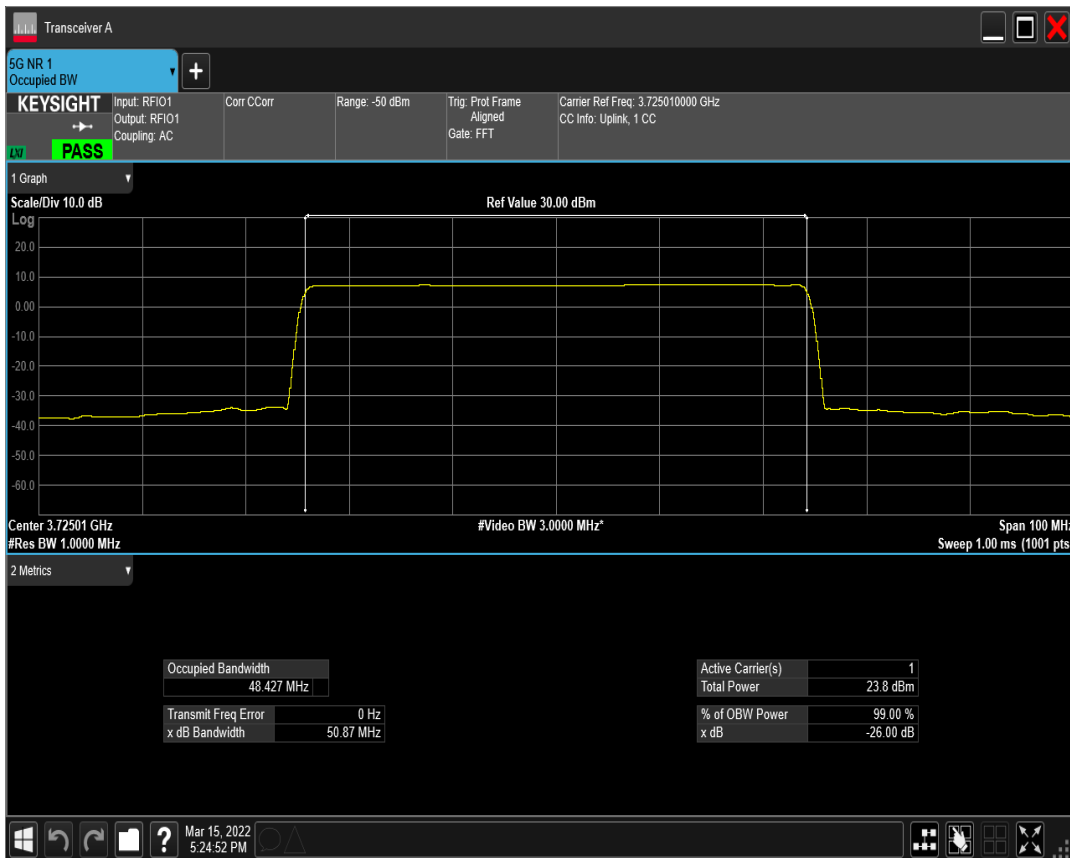 Transceiver A
5G NR 1
Occupied BW
+
KEYSIGHT
LXI
PASS
Input: RFIO1
Output: RFIO1
Coupling: AC
Corr CCorr
Range: -50 dBm
Trig: Prot Frame
Aligned
Gate: FFT
Carrier Ref Freq: 3.725010000 GHz
CC Info: Uplink, 1 CC
1 Graph
Scale/Div 10.0 dB
Ref Value 30.00 dBm
Log
20.0
10.0
0.00
-10.0
-20.0
-30.0
-40.0
-50.0
-60.0
Center 3.72501 GHz
#Video BW 3.0000 MHz*
Span 100 MHz
#Res BW 1.0000 MHz
Sweep 1.00 ms (1001 pts
2 Metrics
Occupied Bandwidth
48.427 MHz
Transmit Freq Error 0 Hz
x dB Bandwidth 50.87 MHz
Active Carrier(s) 1
Total Power 23.8 dBm
% of OBW Power 99.00 %
x dB -26.00 dB
?
Mar 15, 2022
5:24:52 PM